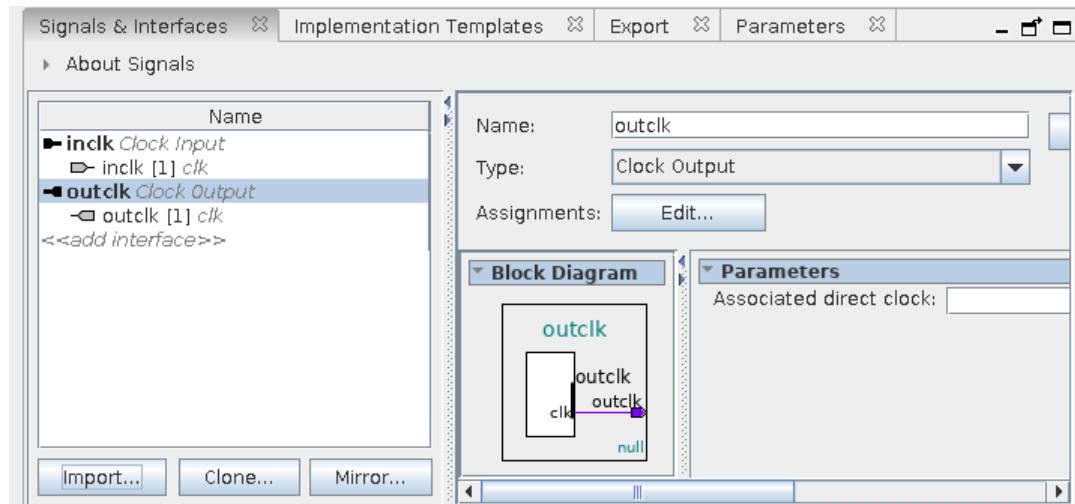 Signals & Interfaces Implementation Templates Export Parameters
About Signals
Name
inclk Clock Input
inclk [1] clk
outclk Clock Output
outclk [1] clk
<<add interface>>
Import... Clone... Mirror...
Name: outclk
Type: Clock Output
Assignments: Edit...
Block Diagram
outclk
outclk
clk outclk
null
Parameters
Associated direct clock: